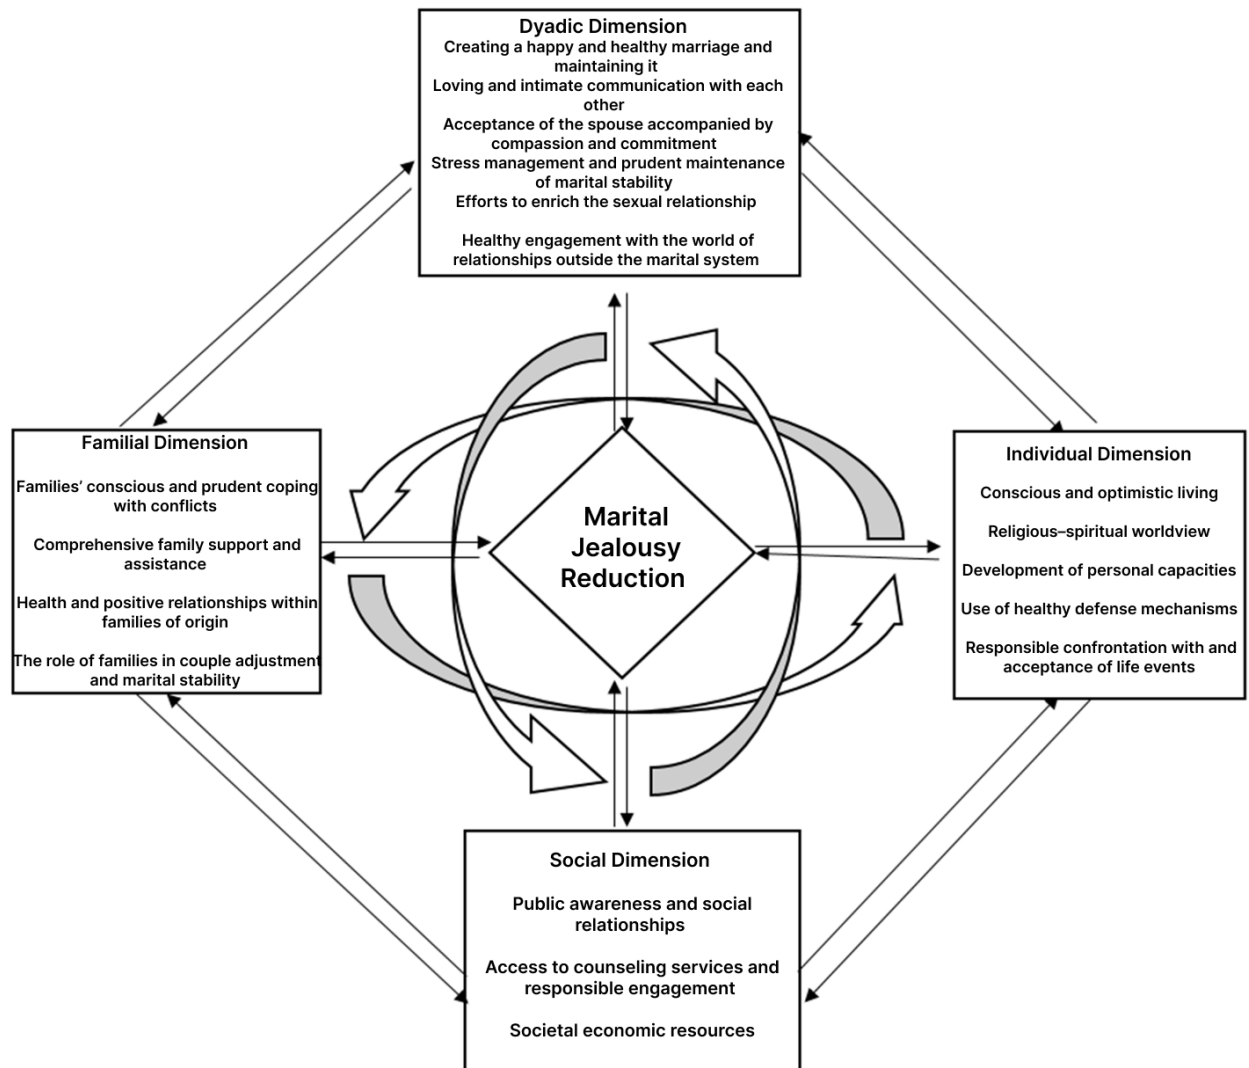 Dyadic Dimension
Creating a happy and healthy marriage and
maintaining it
Loving and intimate communication with each
other
Acceptance of the spouse accompanied by
compassion and commitment
Stress management and prudent maintenance
of marital stability
Efforts to enrich the sexual relationship
Healthy engagement with the world of
relationships outside the marital system
Familial Dimension
Families’ conscious and prudent coping
with conflicts
Comprehensive family support and
assistance
Health and positive relationships within
families of origin
The role of families in couple adjustment
and marital stability
Marital
Jealousy
Reduction
Individual Dimension
Conscious and optimistic living
Religious–spiritual worldview
Development of personal capacities
Use of healthy defense mechanisms
Responsible confrontation with and
acceptance of life events
Social Dimension
Public awareness and social
relationships
Access to counseling services and
responsible engagement
Societal economic resources